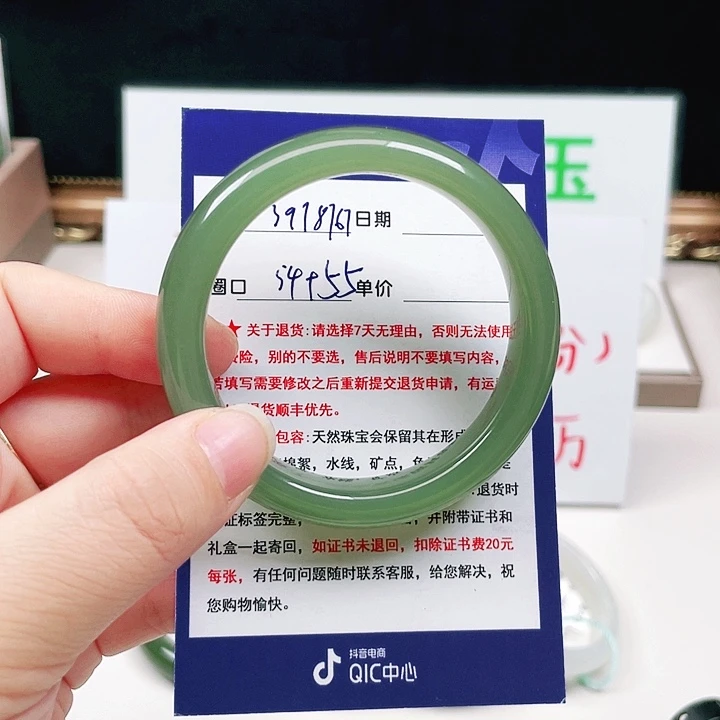 玉
397876 日期
圈口 54+55 单价
★关于退货:请选择7天无理由，否则无法使用
险，别的不要选，售后说明不要填写内容，
若填写需要修改之后重新提交退货申请，有运
退货顺丰优先。
包容:天然珠宝会保留其在形成
棉絮，水线，矿点，
退货时
证标签完整，并附带证书和
礼盒一起寄回，如证书未退回，扣除证书费20元
每张，有任何问题随时联系客服，给您解决，祝
您购物愉快。
份）
万
抖音电商
QIC中心